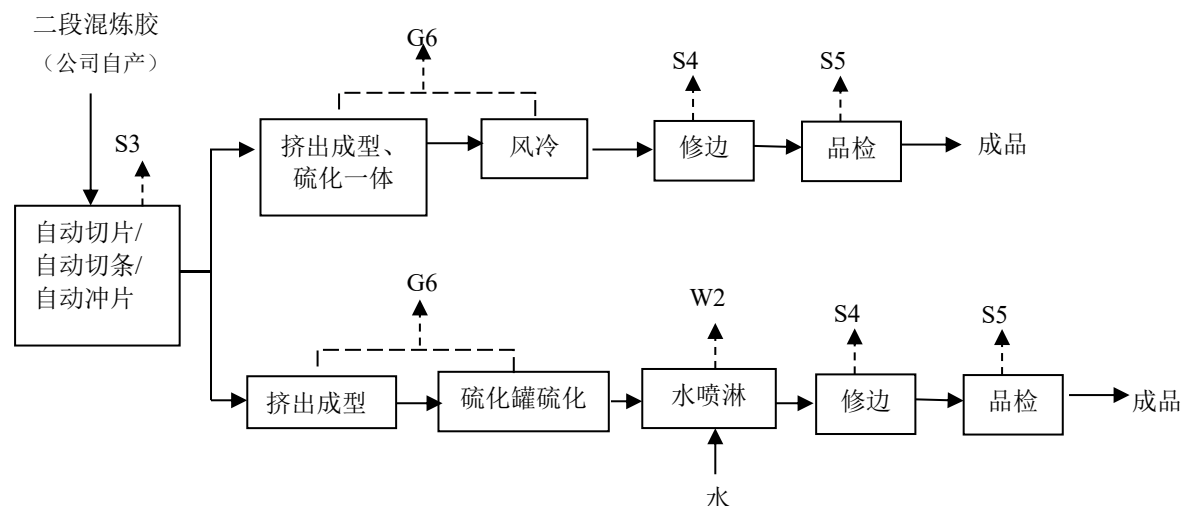 二段混炼胶
（公司自产）
S3
自动切片/
自动切条/
自动冲片
G6
挤出成型、
硫化一体
风冷
S4
修边
S5
品检
成品
G6
挤出成型
硫化罐硫化
W2
水喷淋
水
S4
修边
S5
品检
成品